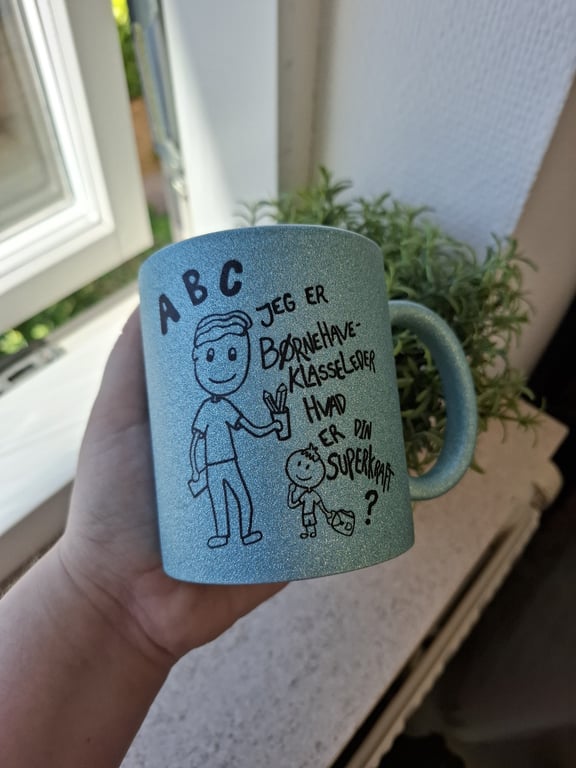 ABC
JEG ER
BØRNEHAVE-
KLASSELEDER
HVAD
ER DIN
SUPERKRAFT
?